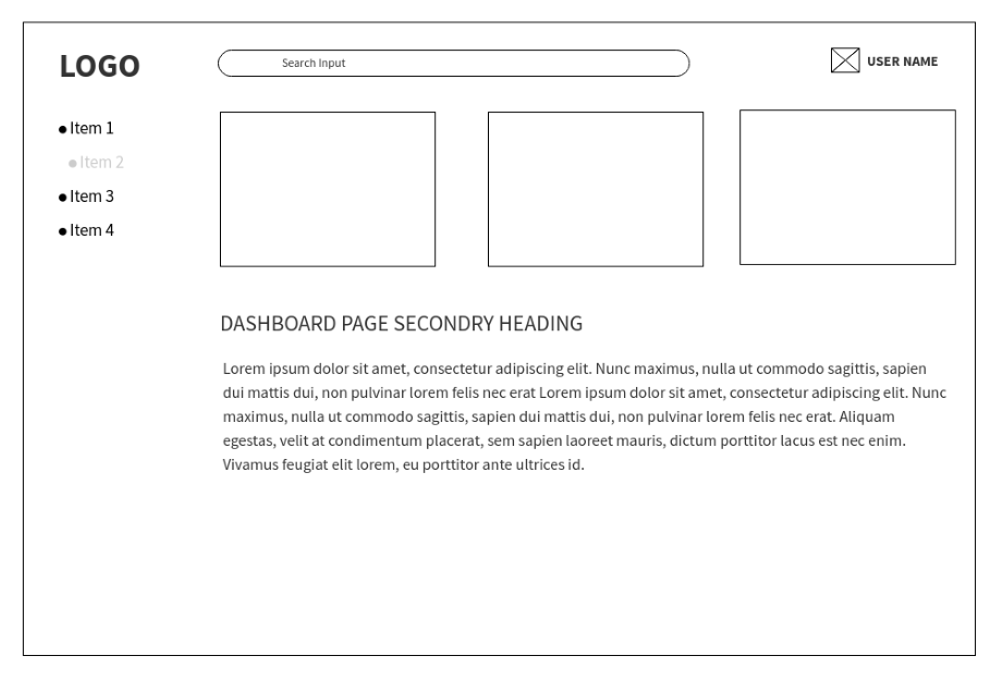 LOGO
Search Input
USER NAME
Item 1
Item 2
Item 3
Item 4
DASHBOARD PAGE SECONDRY HEADING
Lorem ipsum dolor sit amet, consectetur adipiscing elit. Nunc maximus, nulla ut commodo sagittis, sapien
dui mattis dui, non pulvinar lorem felis nec erat Lorem ipsum dolor sit amet, consectetur adipiscing elit. Nunc
maximus, nulla ut commodo sagittis, sapien dui mattis dui, non pulvinar lorem felis nec erat. Aliquam
egestas, velit at condimentum placerat, sem sapien laoreet mauris, dictum porttitor lacus est nec enim.
Vivamus feugiat elit lorem, eu porttitor ante ultrices id.